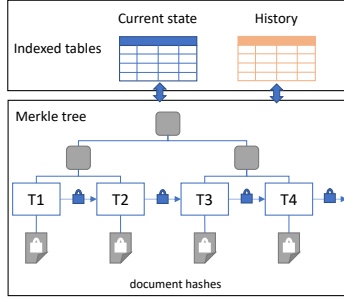 Current state
History
Indexed tables
Merkle tree
T1
T2
T3
T4
document hashes